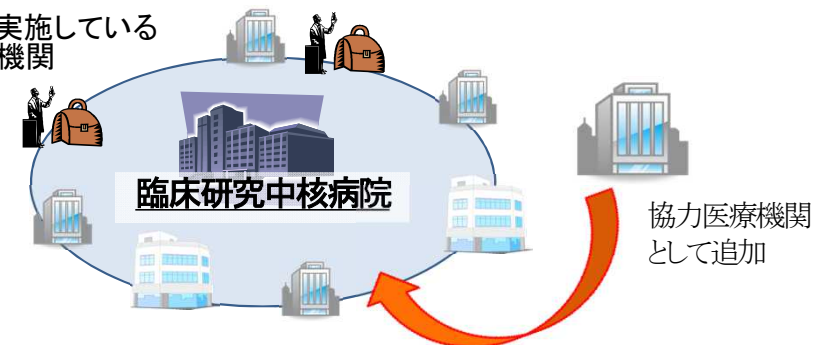 実施している
機関
臨床研究中核病院
協力医療機関
として追加